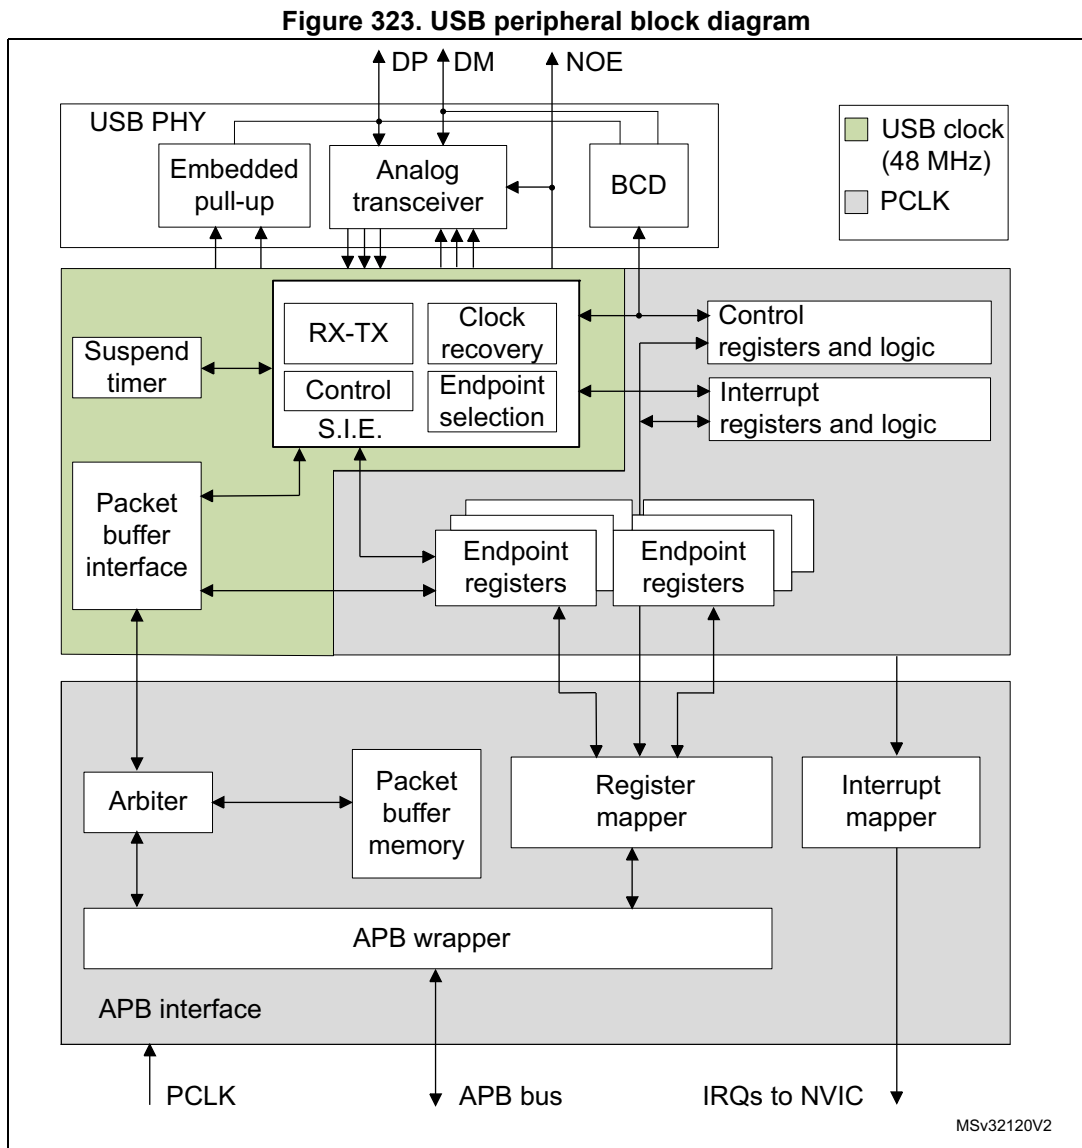 Figure 323. USB peripheral block diagram
DP DM NOE
USB PHY
Embedded
pull-up
Analog
transceiver
BCD
USB clock
(48 MHz)
PCLK
Suspend
timer
RX-TX
Clock
recovery
Control
Endpoint
selection
S.I.E.
Control
registers and logic
Interrupt
registers and logic
Packet
buffer
interface
Endpoint
registers
Endpoint
registers
Arbiter
Packet
buffer
memory
Register
mapper
Interrupt
mapper
APB wrapper
APB interface
PCLK
APB bus
IRQs to NVIC
MSv32120V2